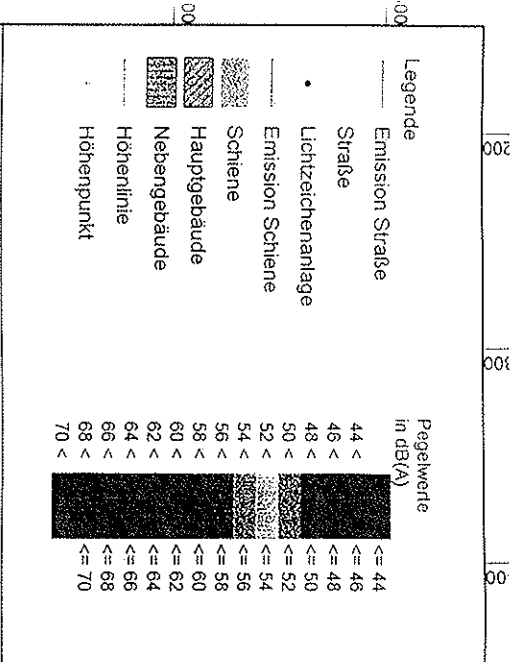 Legende
Emission Straße
Straße
Lichtzeichenanlage
Emission Schiene
Schiene
Hauptgebäude
Nebengebäude
Höhenlinie
Höhenpunkt
Pegelwerte
in dB(A)
<= 44
44 < <= 46
46 < <= 48
48 < <= 50
50 < <= 52
52 < <= 54
54 < <= 56
56 < <= 58
58 < <= 60
60 < <= 62
62 < <= 64
64 < <= 66
66 < <= 68
68 < <= 70
70 <